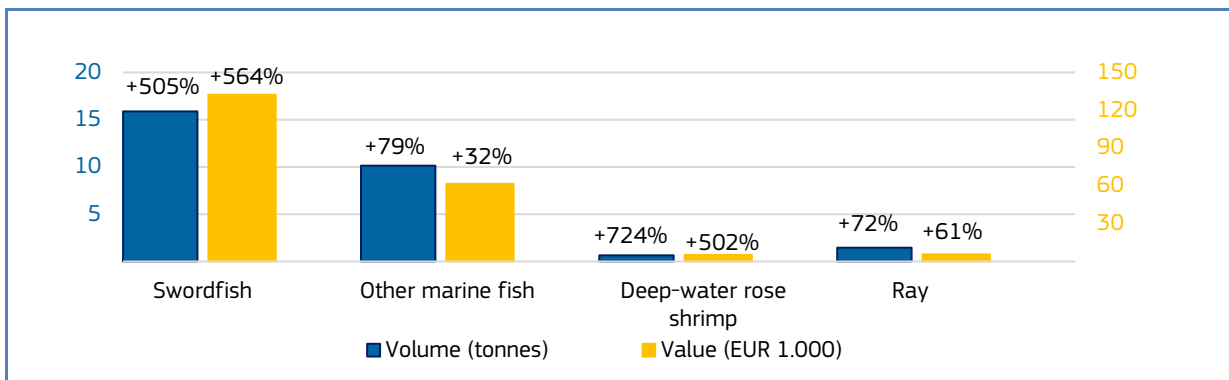 20
15
10
5
+505%
+564%
+79%
+32%
+724%
+502%
+72%
+61%
150
120
90
60
30
Swordfish
Other marine fish
Deep-water rose
shrimp
Ray
Volume (tonnes)
Value (EUR 1.000)